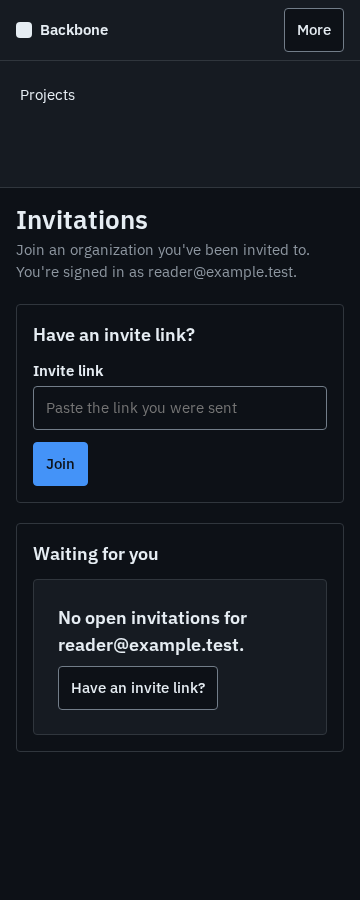 Backbone
More
Projects
Invitations
Join an organization you've been invited to.
You're signed in as reader@example.test.
Have an invite link?
Invite link
Paste the link you were sent
Join
Waiting for you
No open invitations for
reader@example.test.
Have an invite link?